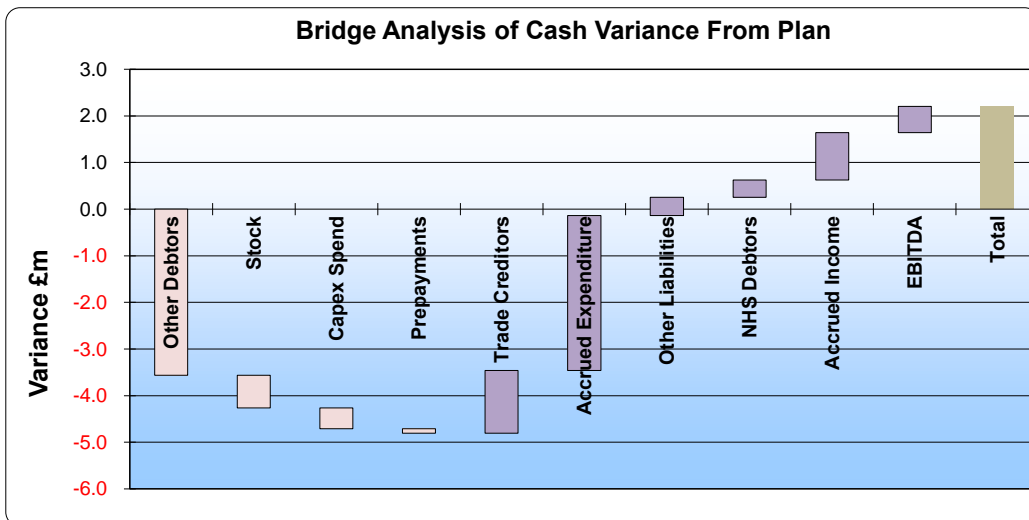 Bridge Analysis of Cash Variance From Plan
Variance £m
3.0
2.0
1.0
0.0
-1.0
-2.0
-3.0
-4.0
-5.0
-6.0
Other Debtors
Stock
Capex Spend
Prepayments
Trade Creditors
Accrued Expenditure
Other Liabilities
NHS Debtors
Accrued Income
EBITDA
Total